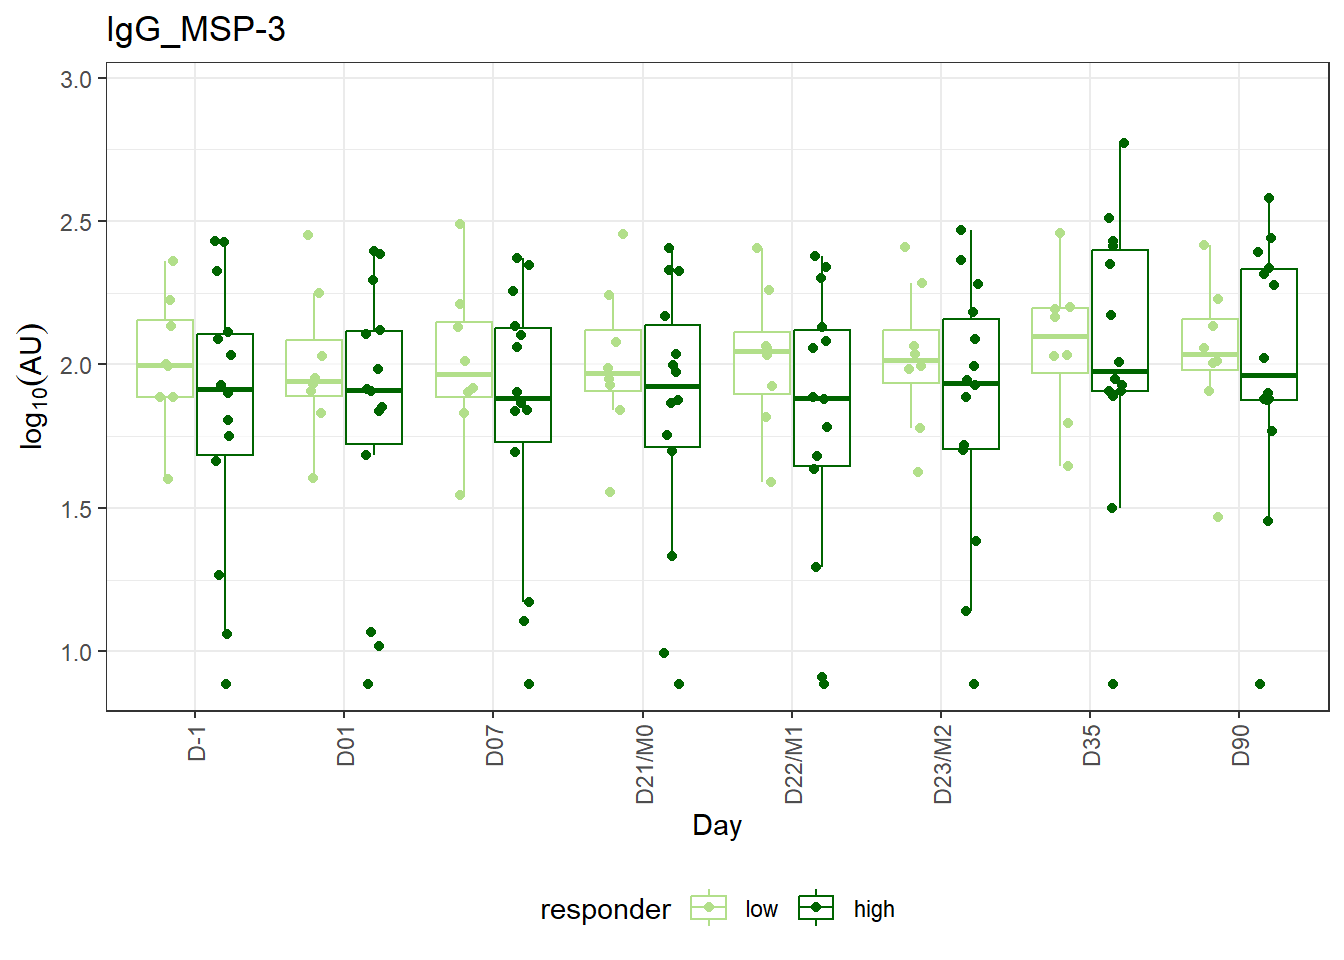 IgG_MSP-3
3.0
2.5
2.0
1.5
1.0
log10(AU)
D-1
D01
D07
D21/M0
D22/M1
D23/M2
D35
D90
Day
responder low high